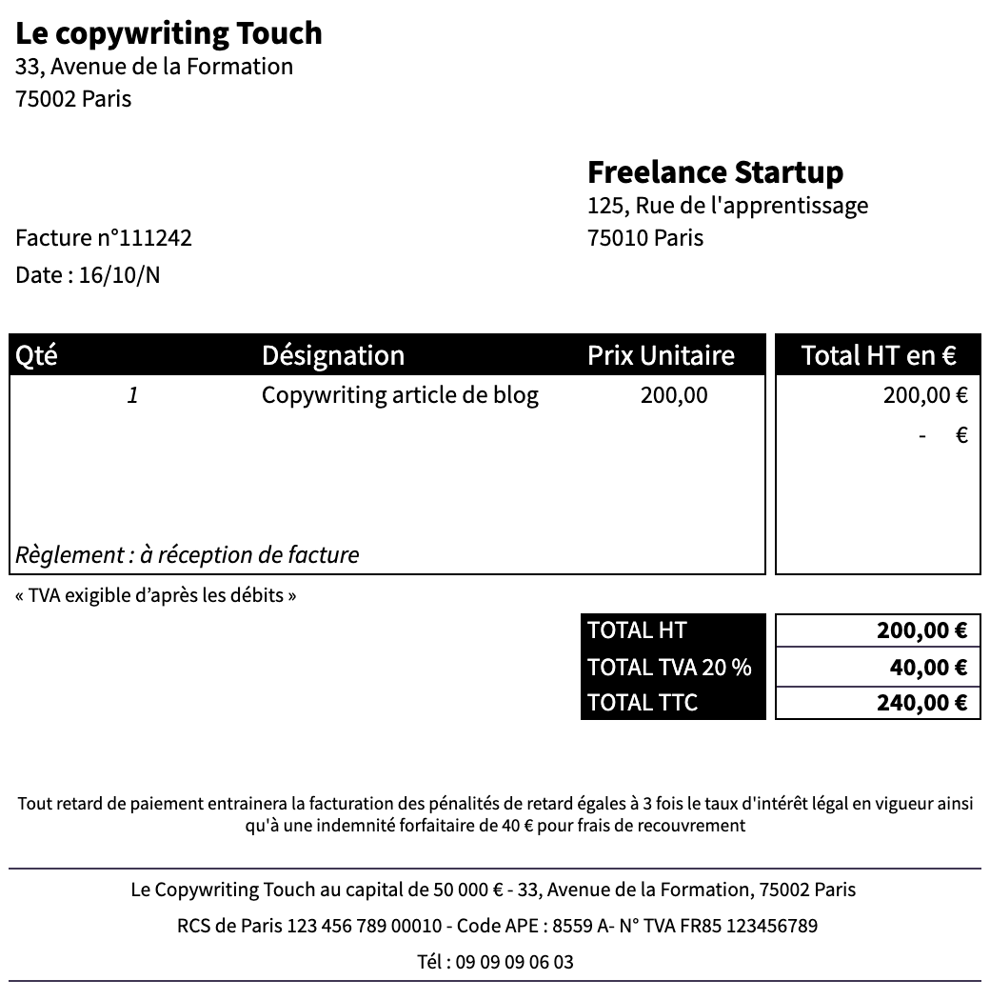 Le copywriting Touch
33, Avenue de la Formation
75002 Paris
Freelance Startup
125, Rue de l'apprentissage
Facture n°111242 75010 Paris
Date : 16/10/N
Qté Désignation Prix Unitaire Total HT en €
1 Copywriting article de blog 200,00 200,00 €
- €
Règlement : à réception de facture
« TVA exigible d’après les débits »
TOTAL HT 200,00 €
TOTAL TVA 20 % 40,00 €
TOTAL TTC 240,00 €
Tout retard de paiement entrainera la facturation des pénalités de retard égales à 3 fois le taux d'intérêt légal en vigueur ainsi
qu'à une indemnité forfaitaire de 40 € pour frais de recouvrement
Le Copywriting Touch au capital de 50 000 € - 33, Avenue de la Formation, 75002 Paris
RCS de Paris 123 456 789 00010 - Code APE : 8559 A- N° TVA FR85 123456789
Tél : 09 09 09 06 03